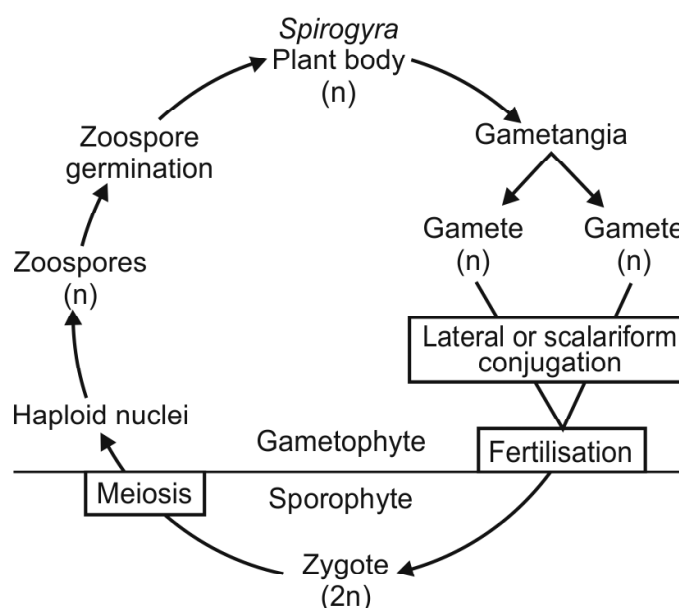 Spirogyra
Plant body
(n)
Gametangia
Gamete
(n)
Gamete
(n)
Lateral or scalariform
conjugation
Fertilisation
Gametophyte
Sporophyte
Zygote
(2n)
Meiosis
Haploid nuclei
Zoospores
(n)
Zoospore
germination